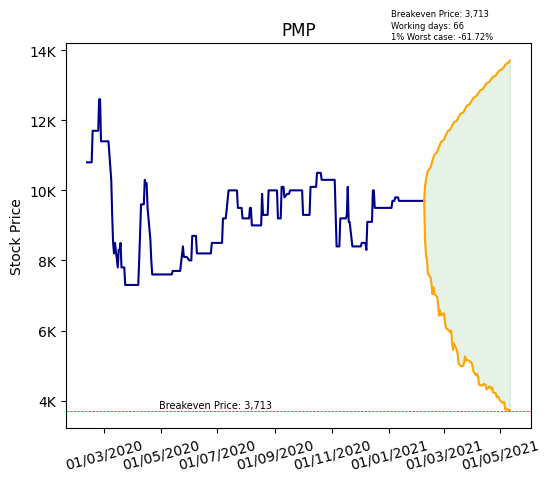 Breakeven Price: 3,713
Working days: 66
1% Worst case: -61.72%
PMP
14K
12K
10K
8K
6K
4K
Stock Price
Breakeven Price: 3,713
01/03/2020
01/05/2020
01/07/2020
01/09/2020
01/11/2020
01/01/2021
01/03/2021
01/05/2021